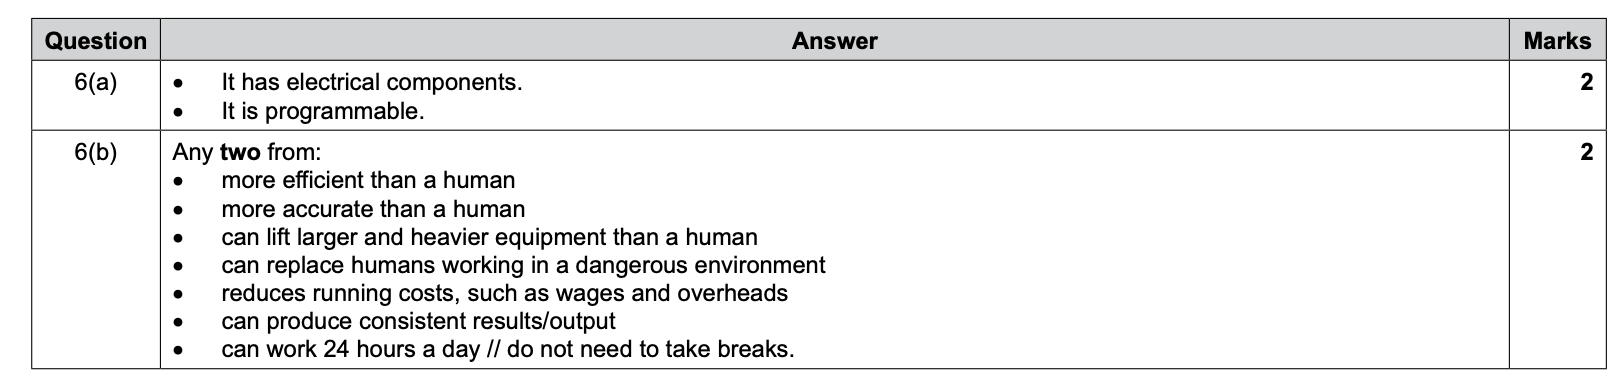 Question Answer Marks
6(a) • It has electrical components. 2
• It is programmable.
6(b) Any two from: 2
• more efficient than a human
• more accurate than a human
• can lift larger and heavier equipment than a human
• can replace humans working in a dangerous environment
• reduces running costs, such as wages and overheads
• can produce consistent results/output
• can work 24 hours a day // do not need to take breaks.